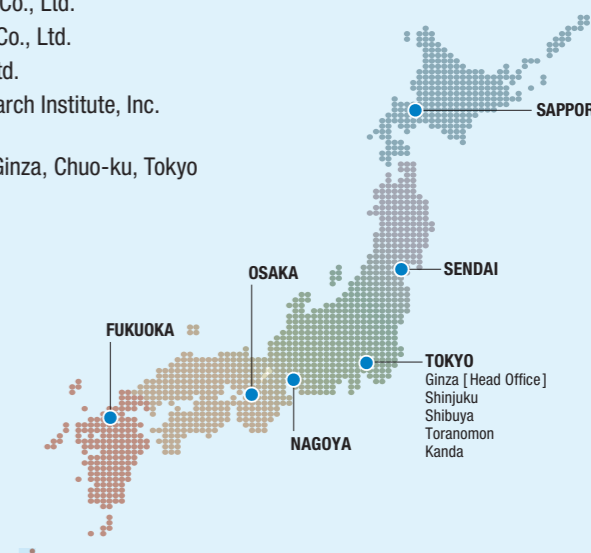 Co., Ltd.
Co., Ltd.
td.
arch Institute, Inc.
Ginza, Chuo-ku, Tokyo
SAPPOR
SENDAI
OSAKA
FUKUOKA
TOKYO
Ginza [Head Office]
Shinjuku
Shibuya
Toranomon
Kanda
NAGOYA